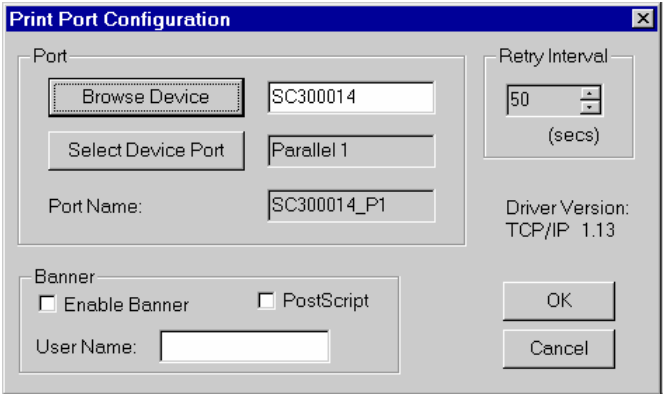 Print Port Configuration
Port
Browse Device
SC300014
Select Device Port
Parallel 1
Port Name:
SC300014_P1
Retry Interval
50
(secs)
Driver Version:
TCP/IP 1.13
Banner
Enable Banner
PostScript
User Name:
OK
Cancel